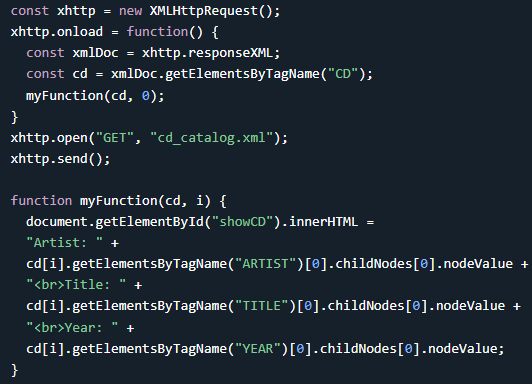 const xhttp = new XMLHttpRequest();
xhttp.onload = function() {
  const xmlDoc = xhttp.responseXML;
  const cd = xmlDoc.getElementsByTagName("CD");
  myFunction(cd, 0);
}
xhttp.open("GET", "cd_catalog.xml");
xhttp.send();

function myFunction(cd, i) {
  document.getElementById("showCD").innerHTML =
  "Artist: " +
  cd[i].getElementsByTagName("ARTIST")[0].childNodes[0].nodeValue +
  "<br>Title: " +
  cd[i].getElementsByTagName("TITLE")[0].childNodes[0].nodeValue +
  "<br>Year: " +
  cd[i].getElementsByTagName("YEAR")[0].childNodes[0].nodeValue;
}